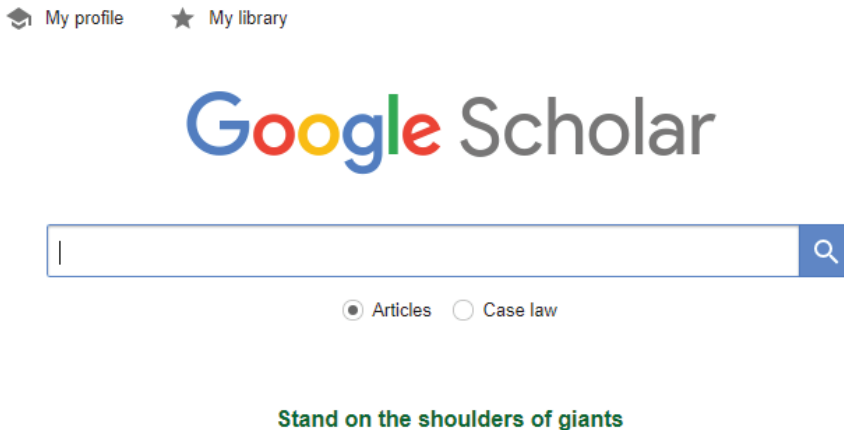 My profile My library
Google Scholar
Articles Case law
Stand on the shoulders of giants